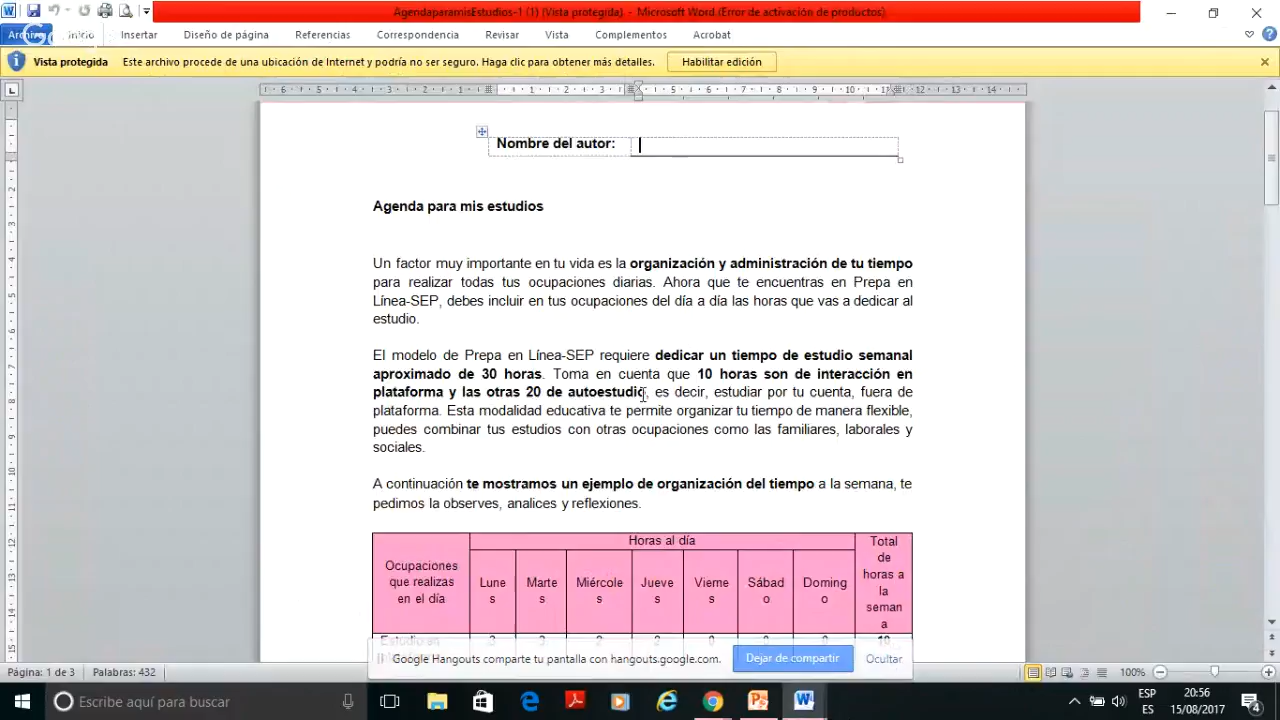 AgendaparamisEstudios-1 (1) (Vista protegida) - Microsoft Word (Error de activación de productos)
Archivo Inicio Insertar Diseño de página Referencias Correspondencia Revisar Vista Complementos Acrobat
Vista protegida Este archivo procede de una ubicación de Internet y podría no ser seguro. Haga clic para obtener más detalles. Habilitar edición
Nombre del autor:
Agenda para mis estudios
Un factor muy importante en tu vida es la organización y administración de tu tiempo
para realizar todas tus ocupaciones diarias. Ahora que te encuentras en Prepa en
Línea-SEP, debes incluir en tus ocupaciones del día a día las horas que vas a dedicar al
estudio.
El modelo de Prepa en Línea-SEP requiere dedicar un tiempo de estudio semanal
aproximado de 30 horas. Toma en cuenta que 10 horas son de interacción en
plataforma y las otras 20 de autoestudio, es decir, estudiar por tu cuenta, fuera de
plataforma. Esta modalidad educativa te permite organizar tu tiempo de manera flexible,
puedes combinar tus estudios con otras ocupaciones como las familiares, laborales y
sociales.
A continuación te mostramos un ejemplo de organización del tiempo a la semana, te
pedimos la observes, analices y reflexiones.
Ocupaciones
que realizas
en el día
Horas al día
Lune
s
Marte
s
Miércole
s
Jueve
s
Vierne
s
Sábad
o
Doming
o
Total
de
horas a
la
seman
a
Google Hangouts comparte tu pantalla con hangouts.google.com. Dejar de compartir Ocultar
Página: 1 de 3 Palabras: 432 100%
Escribe aquí para buscar
ESP
ES
20:56
15/08/2017
4